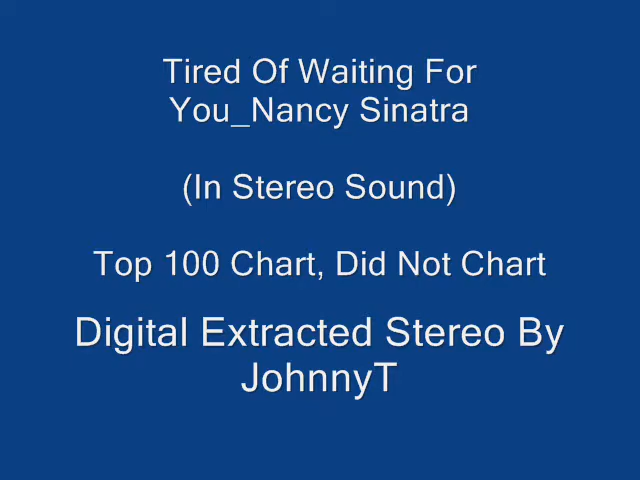 Tired Of Waiting For
You_Nancy Sinatra
(In Stereo Sound)
Top 100 Chart, Did Not Chart
Digital Extracted Stereo By
JohnnyT